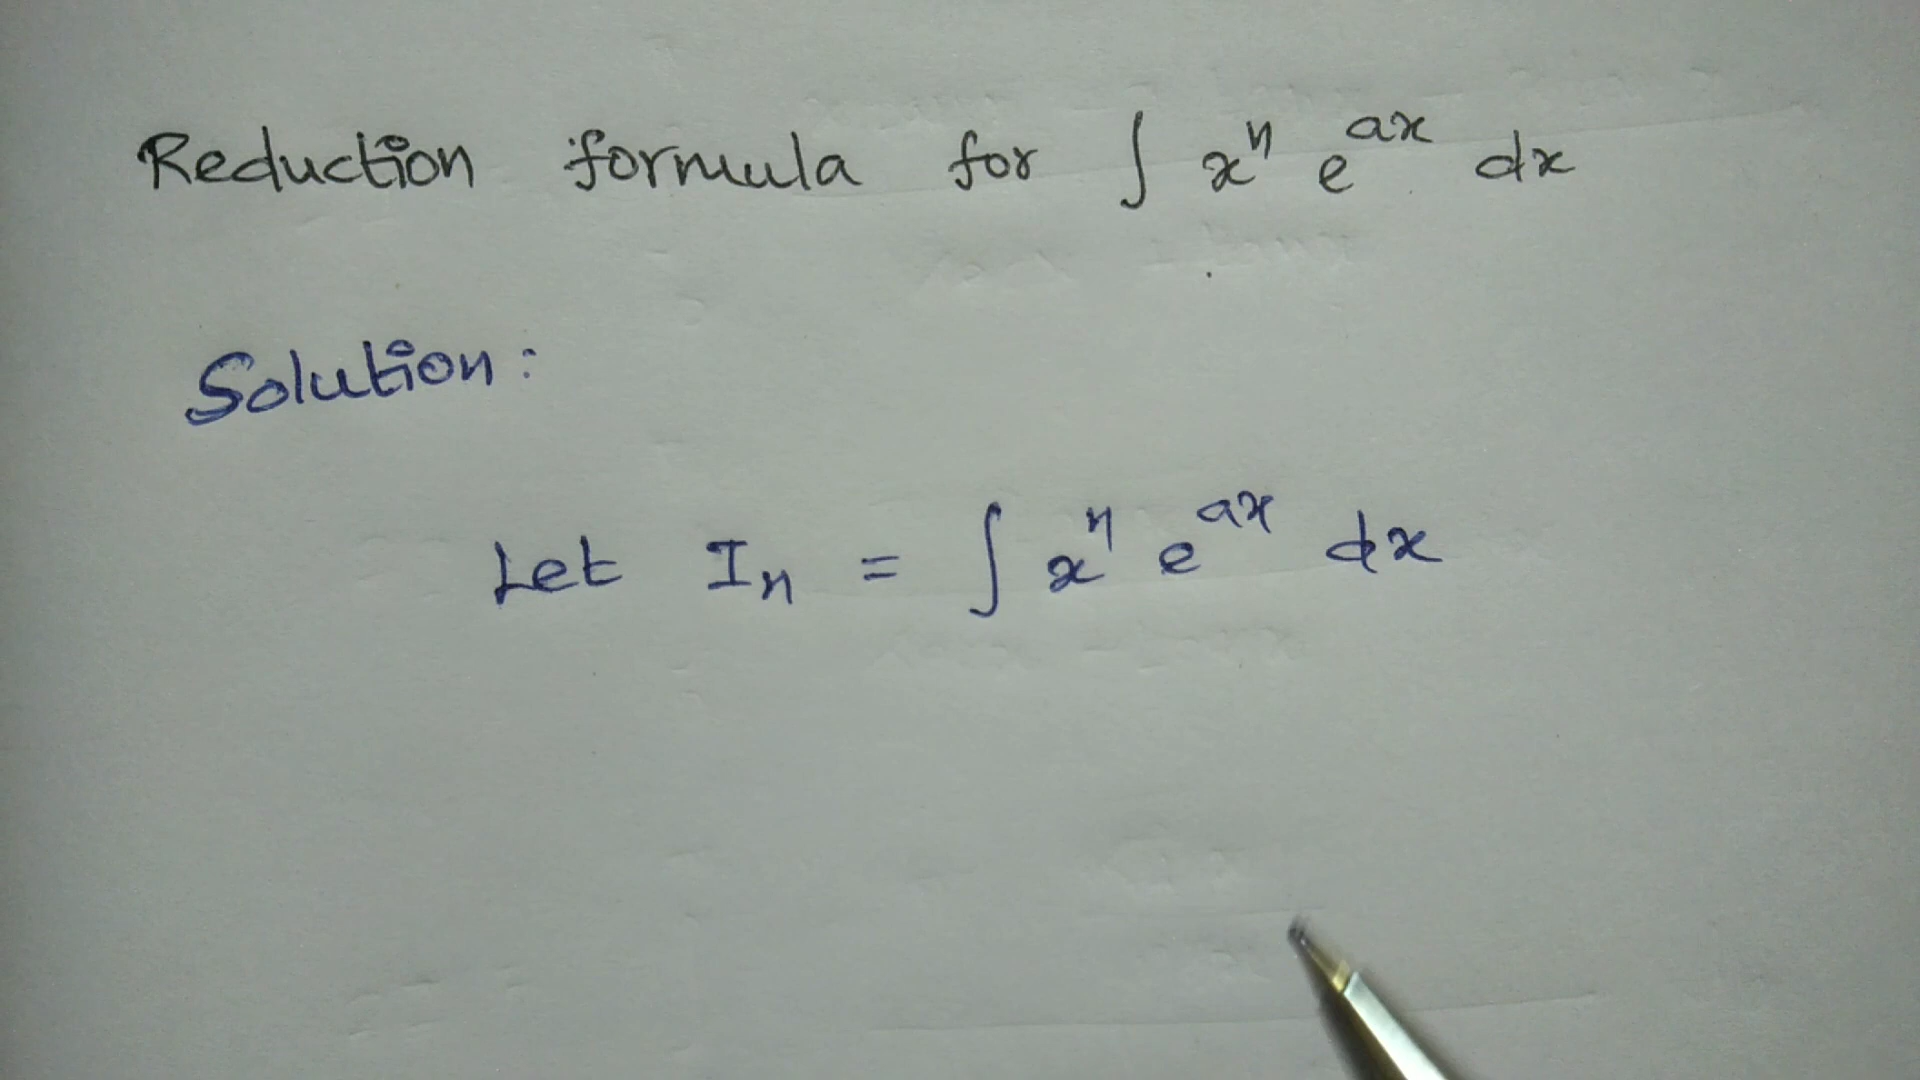 Reduction formula for ∫ xⁿ eᵃˣ dx
Solution:
Let Iₙ = ∫ xⁿ eᵃˣ dx